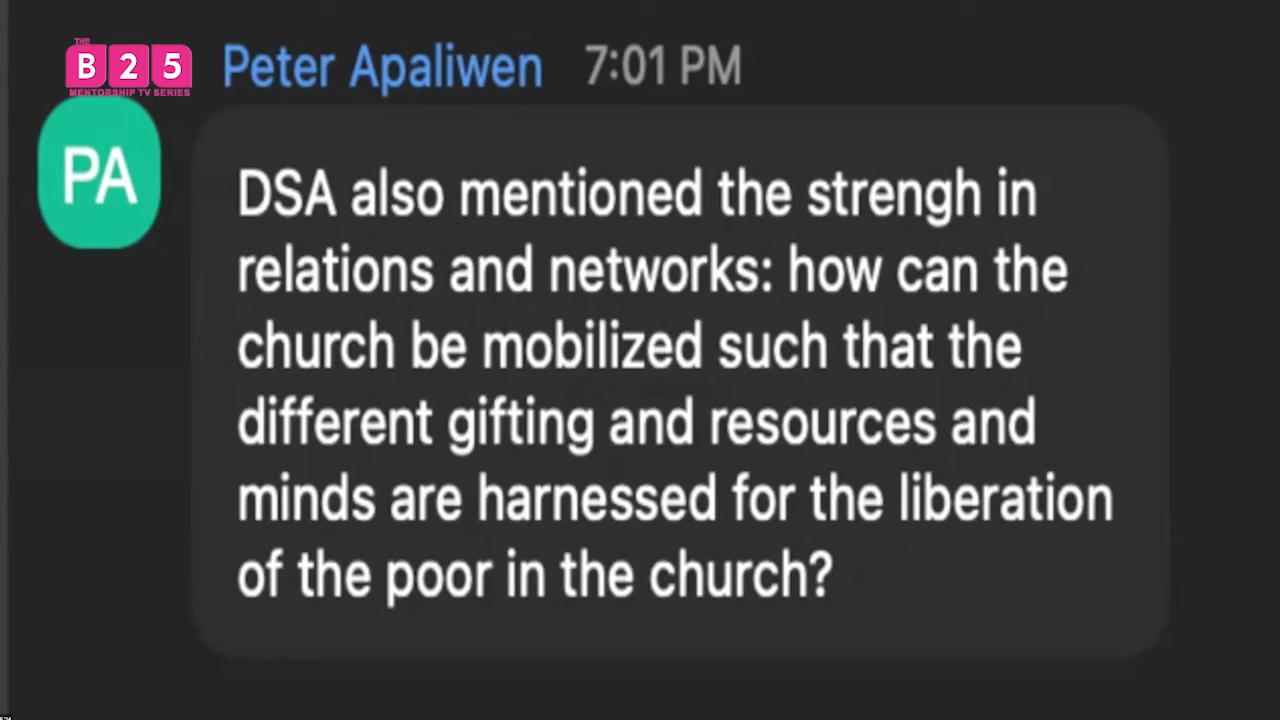 THE
B25
MENTORSHIP TV SERIES
Peter Apaliwen 7:01 PM
PA
DSA also mentioned the strengh in
relations and networks: how can the
church be mobilized such that the
different gifting and resources and
minds are harnessed for the liberation
of the poor in the church?